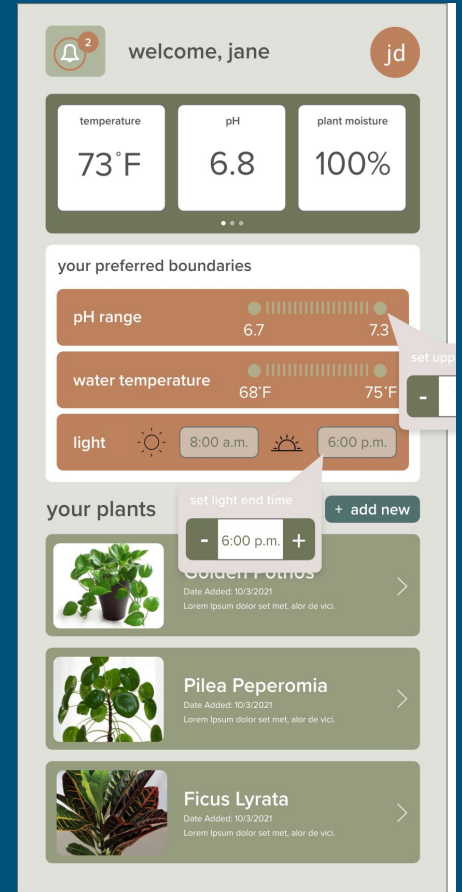 2
welcome, jane
jd
temperature
73°F
pH
6.8
plant moisture
100%
your preferred boundaries
pH range
6.7
7.3
set upp
-
water temperature
68°F
75°F
light
8:00 a.m.
6:00 p.m.
your plants
set light end time
- 6:00 p.m. +
+ add new
Golden Pothos
Date Added: 10/3/2021
Lorem Ipsum dolor set met, alor de vici.
Pilea Peperomia
Date Added: 10/3/2021
Lorem Ipsum dolor set met, alor de vici.
Ficus Lyrata
Date Added: 10/3/2021
Lorem Ipsum dolor set met, alor de vici.